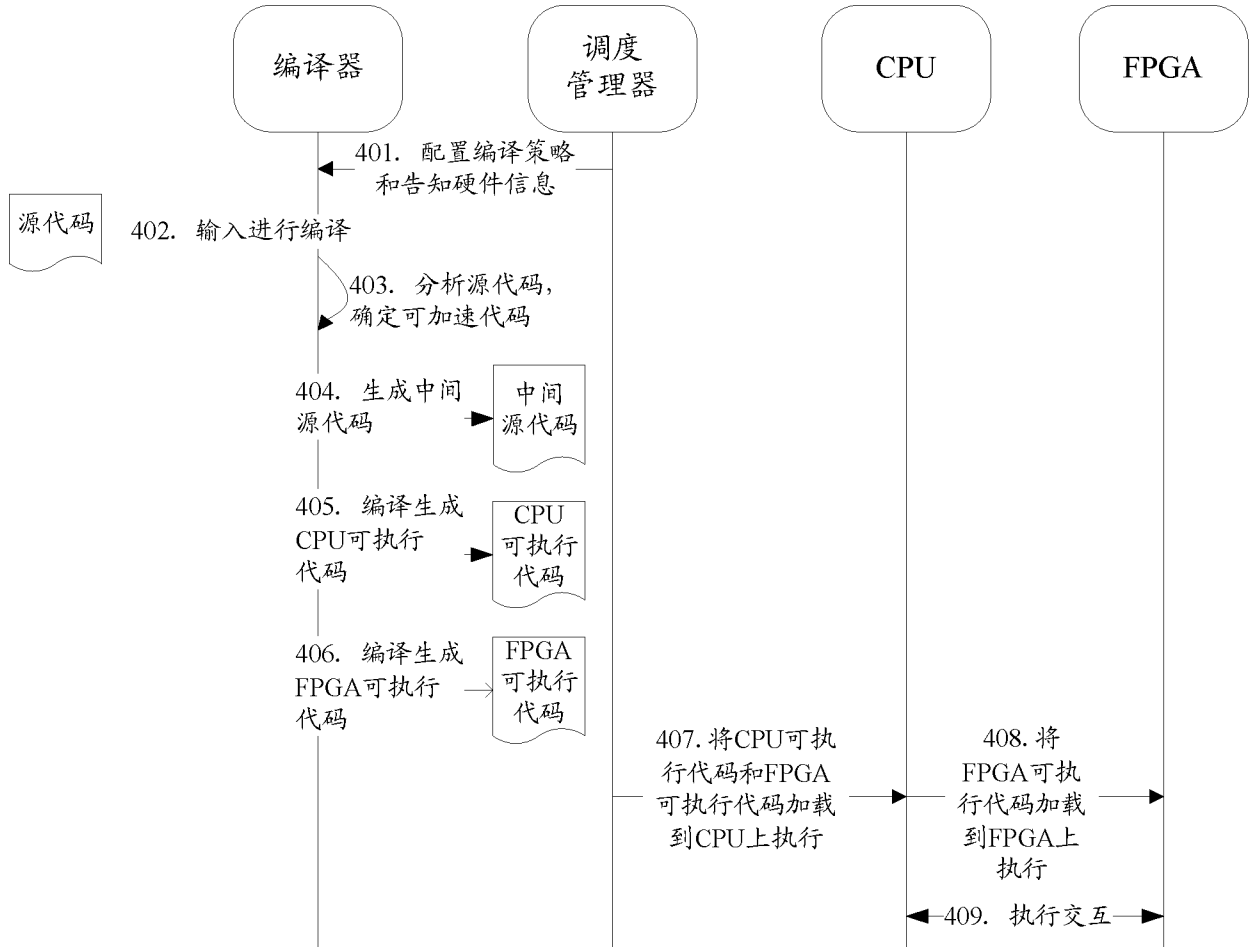 编译器
调度
管理器
CPU
FPGA
401. 配置编译策略
和告知硬件信息
源代码
402. 输入进行编译
403. 分析源代码，
确定可加速代码
404. 生成中间
源代码
中间
源代码
405. 编译生成
CPU可执行
代码
CPU
可执行
代码
406. 编译生成
FPGA可执行
代码
FPGA
可执行
代码
407.将CPU可执
行代码和FPGA
可执行代码加载
到CPU上执行
408.将
FPGA可执
行代码加载
到FPGA上
执行
409. 执行交互